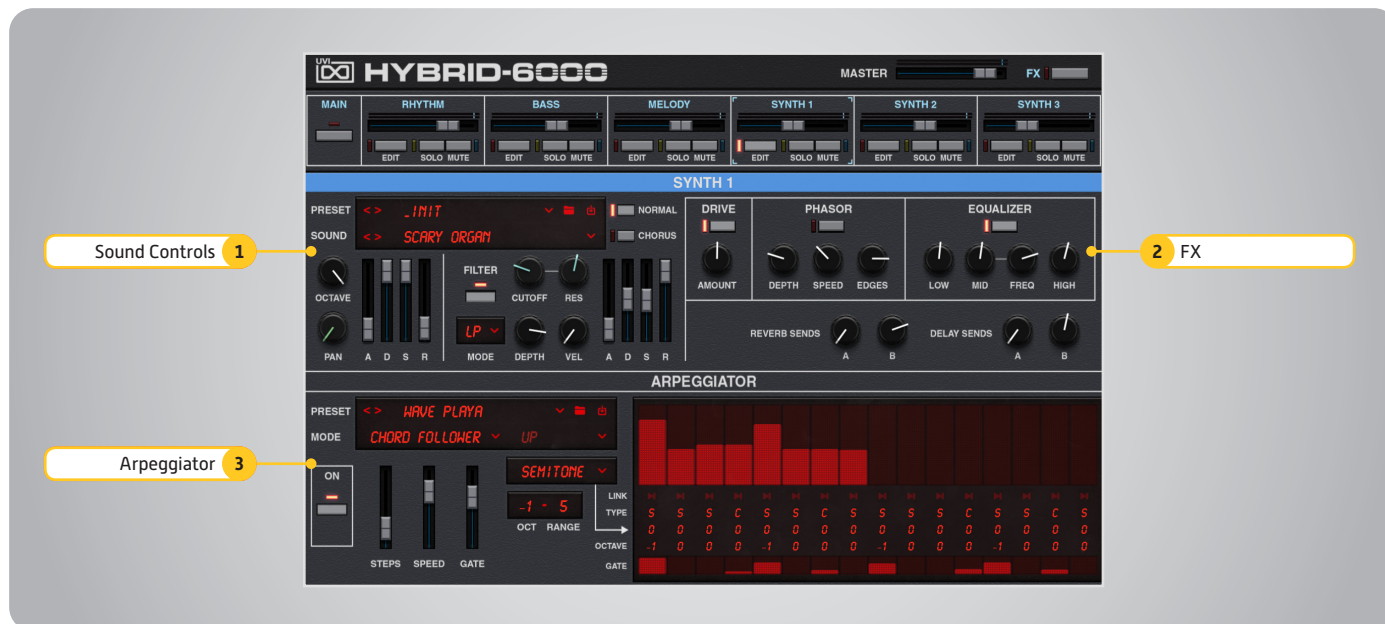 UVI HYBRID-6000 MASTER FX
MAIN RHYTHM BASS MELODY SYNTH 1 SYNTH 2 SYNTH 3
EDIT SOLO MUTE EDIT SOLO MUTE EDIT SOLO MUTE EDIT SOLO MUTE EDIT SOLO MUTE EDIT SOLO MUTE
SYNTH 1
PRESET < > _INIT NORMAL
SOUND < > SCARY ORGAN CHORUS
DRIVE PHASOR EQUALIZER
Sound Controls 1
2 FX
FILTER
OCTAVE CUTOFF RES
AMOUNT DEPTH SPEED EDGES LOW MID FREQ HIGH
LP
REVERB SENDS DELAY SENDS
PAN A D S R MODE DEPTH VEL A D S R
A B A B
ARPEGGIATOR
PRESET < > WAVE PLAYA
MODE CHORD FOLLOWER UP
Arpeggiator 3
ON
SEMITONE
-1 - 5
OCT RANGE
STEPS SPEED GATE
LINK
TYPE S S S C S S C S S S S C S S C S
0 0 0 0 0 0 0 0 0 0 0 0 0 0 0 0
OCTAVE -1 0 0 0 -1 0 0 0 -1 0 0 0 -1 0 0 0
GATE